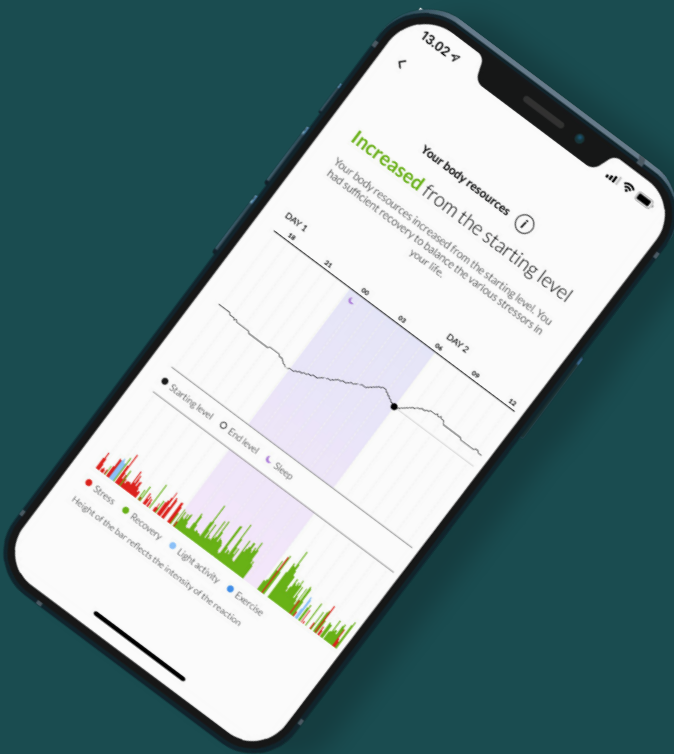 13.02
Your body resources i
Increased from the starting level
Your body resources increased from the starting level. You
had sufficient recovery to balance the various stressors in
your life.
DAY 1
DAY 2
18 21 00 03 06 09 12
Starting level End level Sleep
Stress Recovery Light activity Exercise
Height of the bar reflects the intensity of the reaction